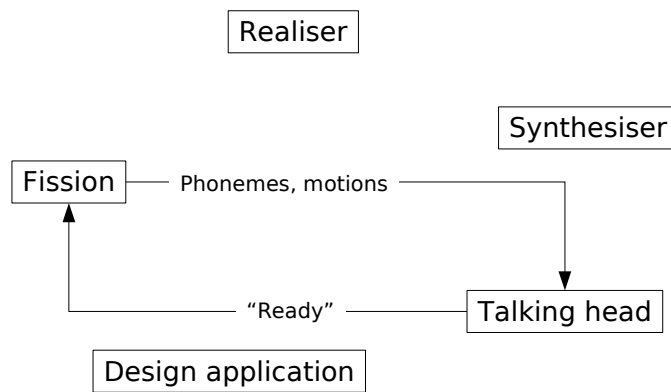 Realiser
Synthesiser
Fission
Phonemes, motions
“Ready”
Talking head
Design application